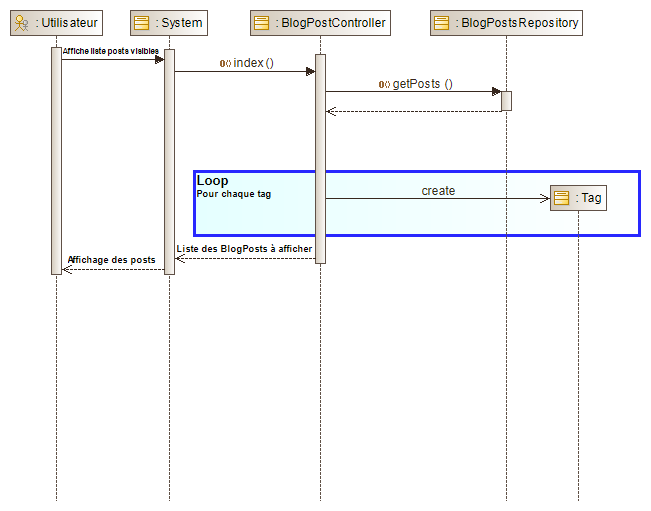 : Utilisateur
: System
: BlogPostController
: BlogPostsRepository
Affiche liste posts visibles
index ()
getPosts ()
Loop
Pour chaque tag
create
: Tag
Liste des BlogPosts à afficher
Affichage des posts